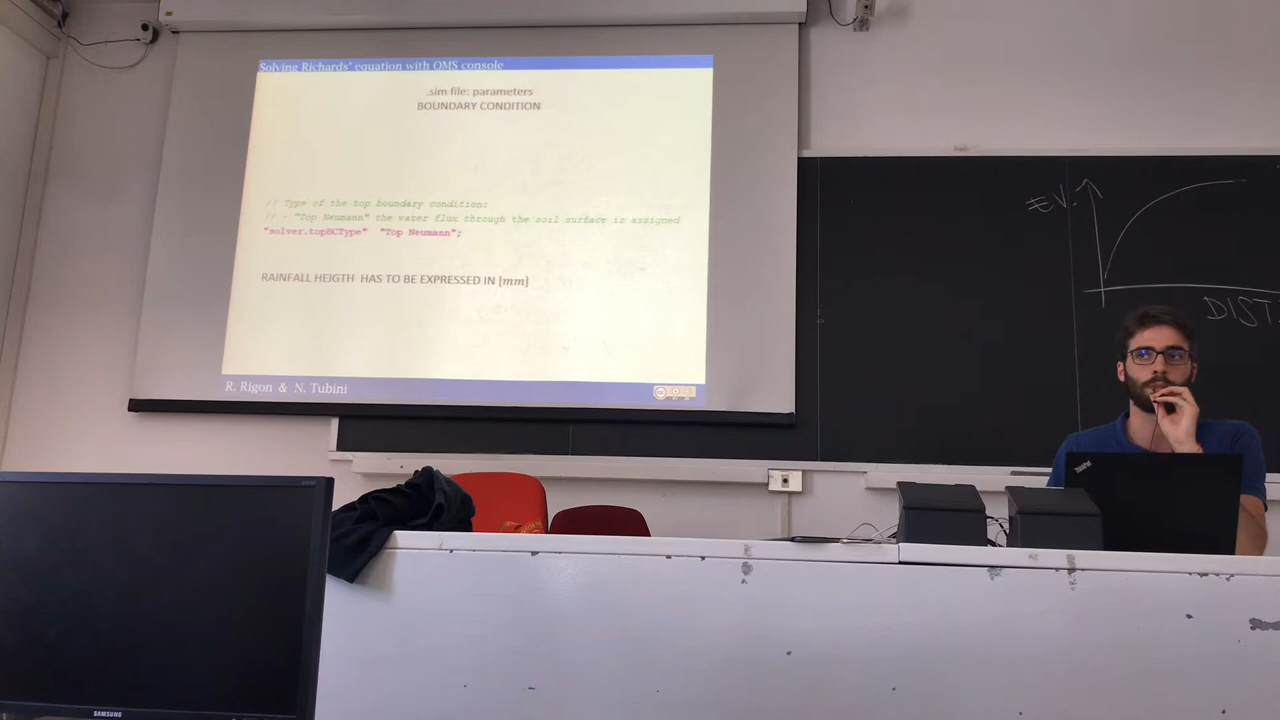 Solving Richards' equation with OMS console
.sim file: parameters
BOUNDARY CONDITION
// Type of the top boundary condition:
// - "Top Neumann" the water flux through the soil surface is assigned
"solver.topBCType" "Top Neumann";
RAINFALL HEIGTH HAS TO BE EXPRESSED IN [mm]
R. Rigon & N. Tubini
EV.
DIST.
ThinkPad
SAMSUNG